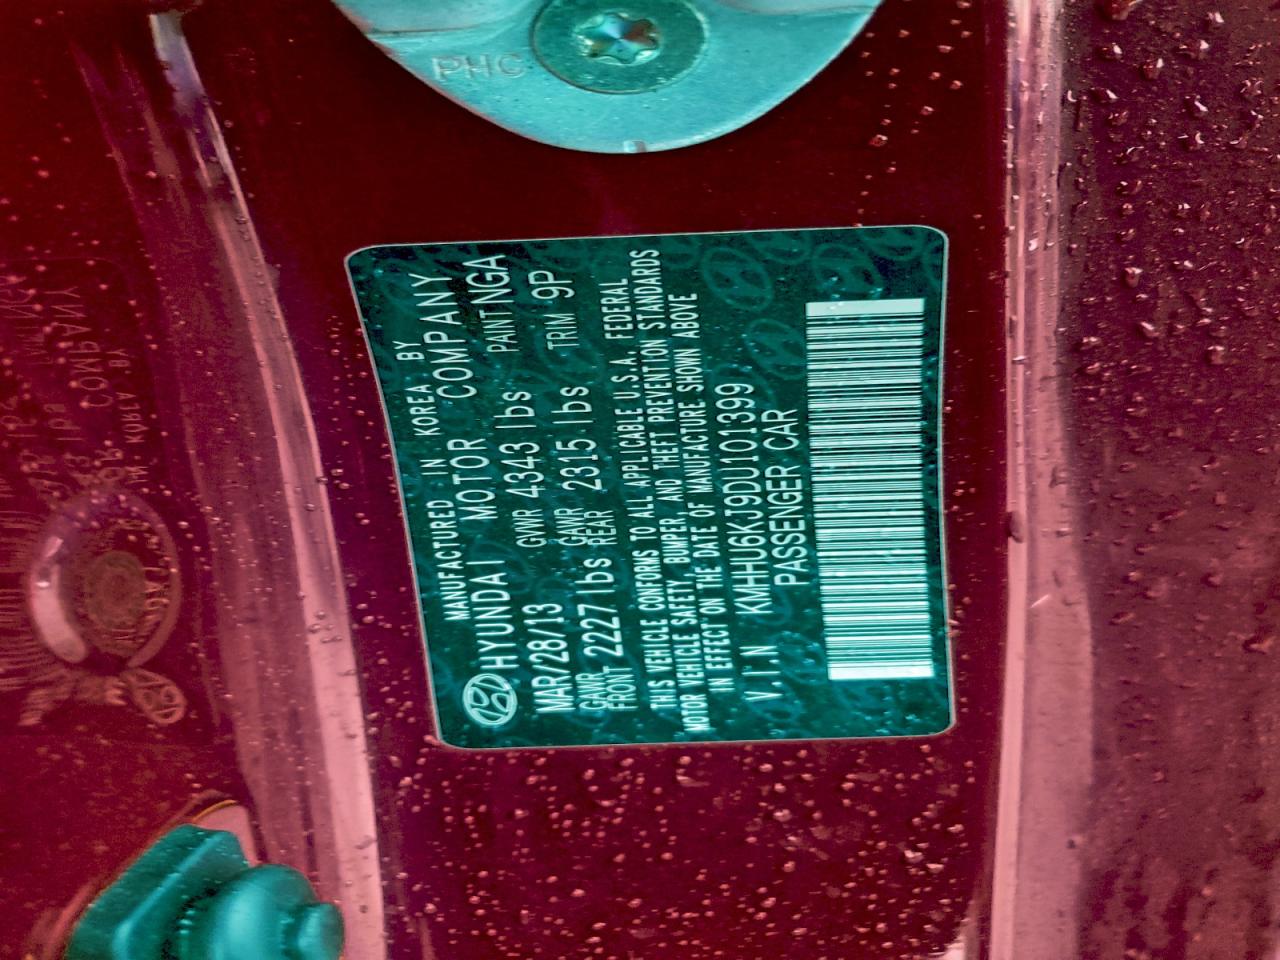 PHC
MANUFACTURED IN KOREA BY
HYUNDAI MOTOR COMPANY
MAR/28/13 GVWR 4343 lbs PAINT NGA
GAWR FRONT 2227 lbs GAWR REAR 2315 lbs TRIM 9P
THIS VEHICLE CONFORMS TO ALL APPLICABLE U.S.A. FEDERAL
MOTOR VEHICLE SAFETY, BUMPER, AND THEFT PREVENTION STANDARDS
IN EFFECT ON THE DATE OF MANUFACTURE SHOWN ABOVE
V.I.N KMHHU6KJ9DU101399
PASSENGER CAR